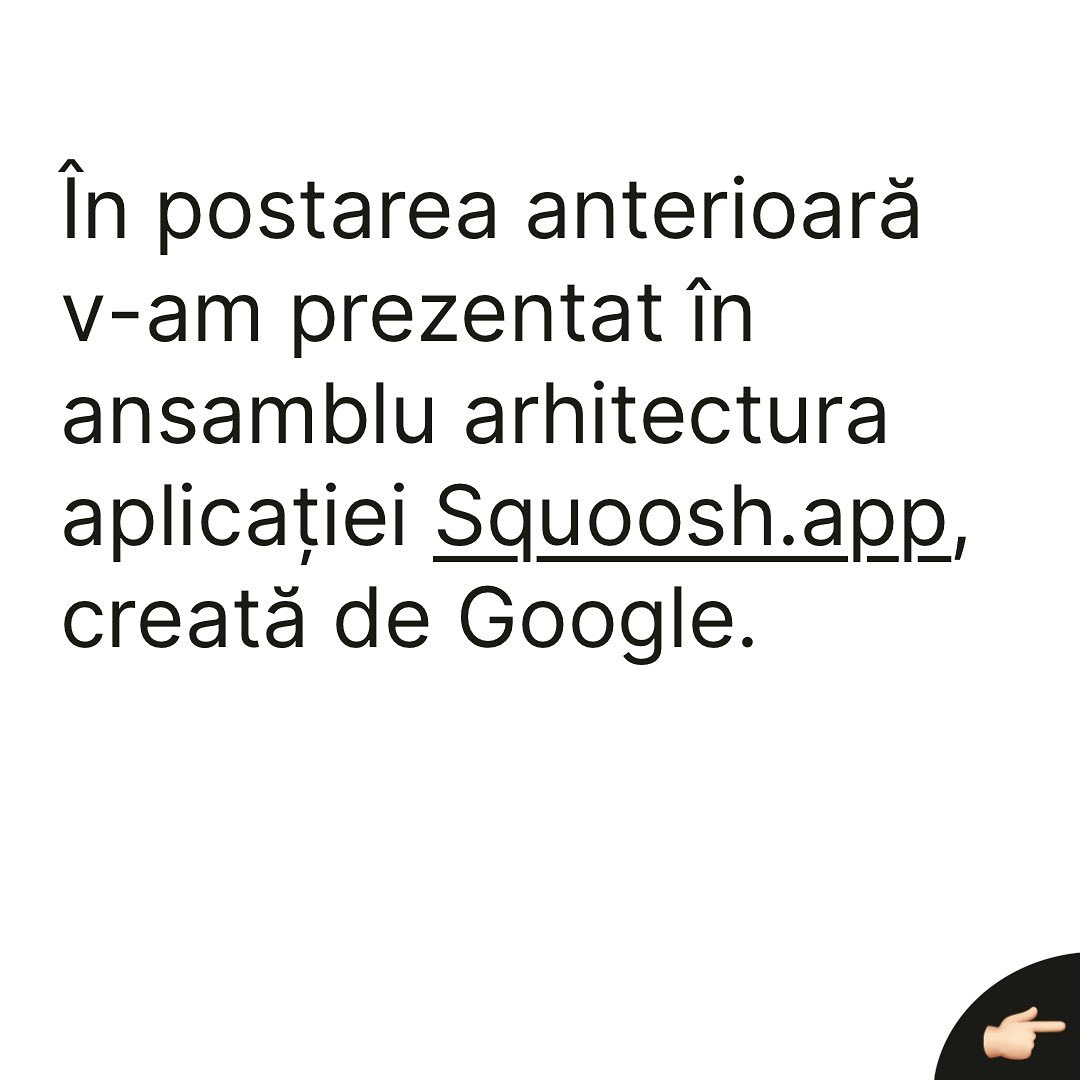 În postarea anterioară
v-am prezentat în
ansamblu arhitectura
aplicației Squoosh.app,
creată de Google.